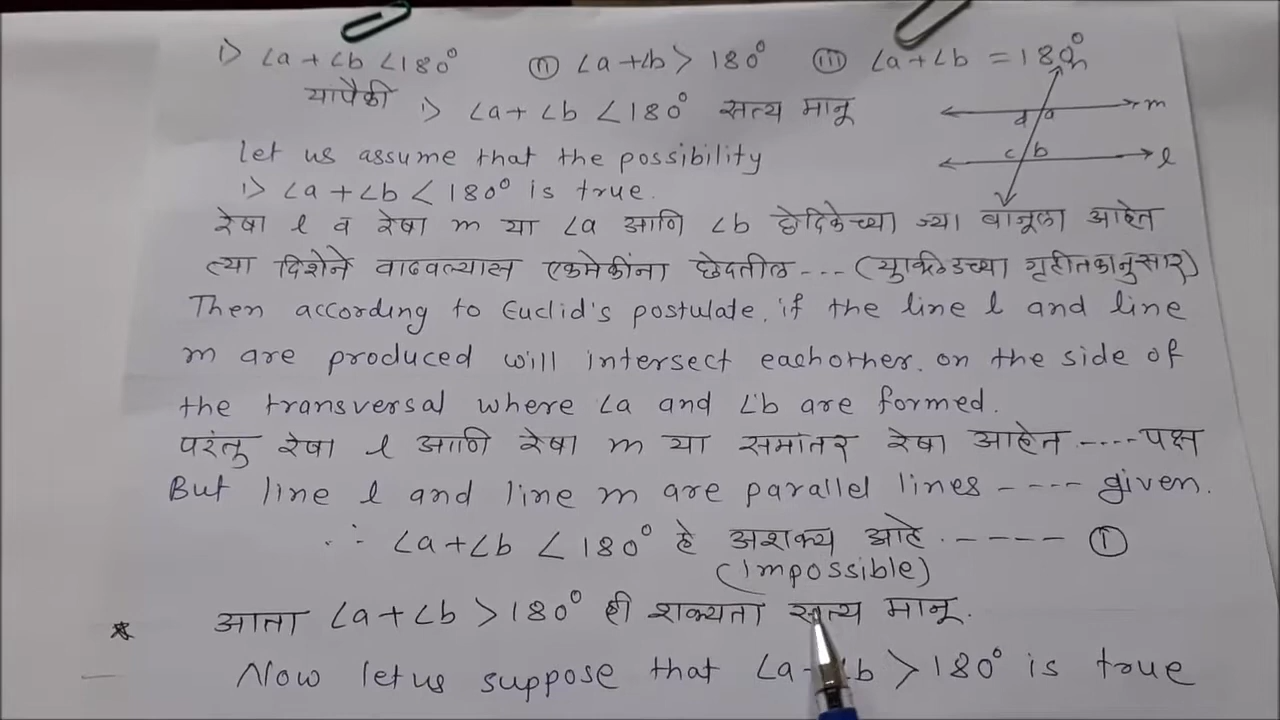 i> ∠a + ∠b < 180° (ii) ∠a + ∠b > 180° (iii) ∠a + ∠b = 180°
n
यापैकी i> ∠a + ∠b < 180° सत्य मानू
m
d a
let us assume that the possibility
c b
l
i> ∠a + ∠b < 180° is true.
रेषा l व रेषा m या ∠a आणि ∠b छेदिकेच्या ज्या बाजूला आहेत
त्या दिशेने वाढवल्यास एकमेकींना छेदतील --- (युक्लिडच्या गृहीतकानुसार)
Then according to Euclid's postulate, if the line l and line
m are produced will intersect eachother. on the side of
the transversal where ∠a and ∠b are formed.
परंतु रेषा l आणि रेषा m या समांतर रेषा आहेत ---- पक्ष
But line l and line m are parallel lines ---- given.
∴ ∠a + ∠b < 180° हे अशक्य आहे. ----- (I)
(Impossible)
* आता ∠a + ∠b > 180° ही शक्यता सत्य मानू.
Now let us suppose that ∠a + ∠b > 180° is true